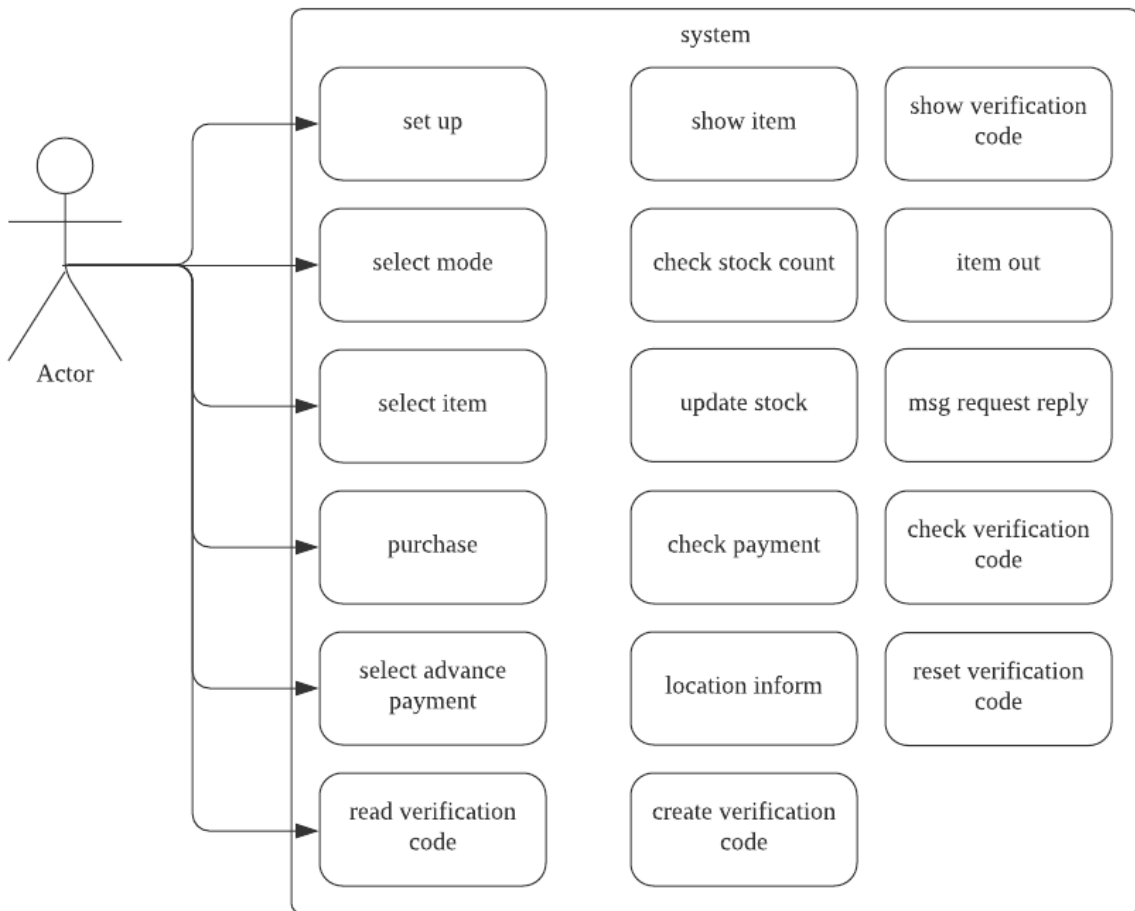 system
set up
show item
show verification
code
select mode
check stock count
item out
Actor
select item
update stock
msg request reply
purchase
check payment
check verification
code
select advance
payment
location inform
reset verification
code
read verification
code
create verification
code